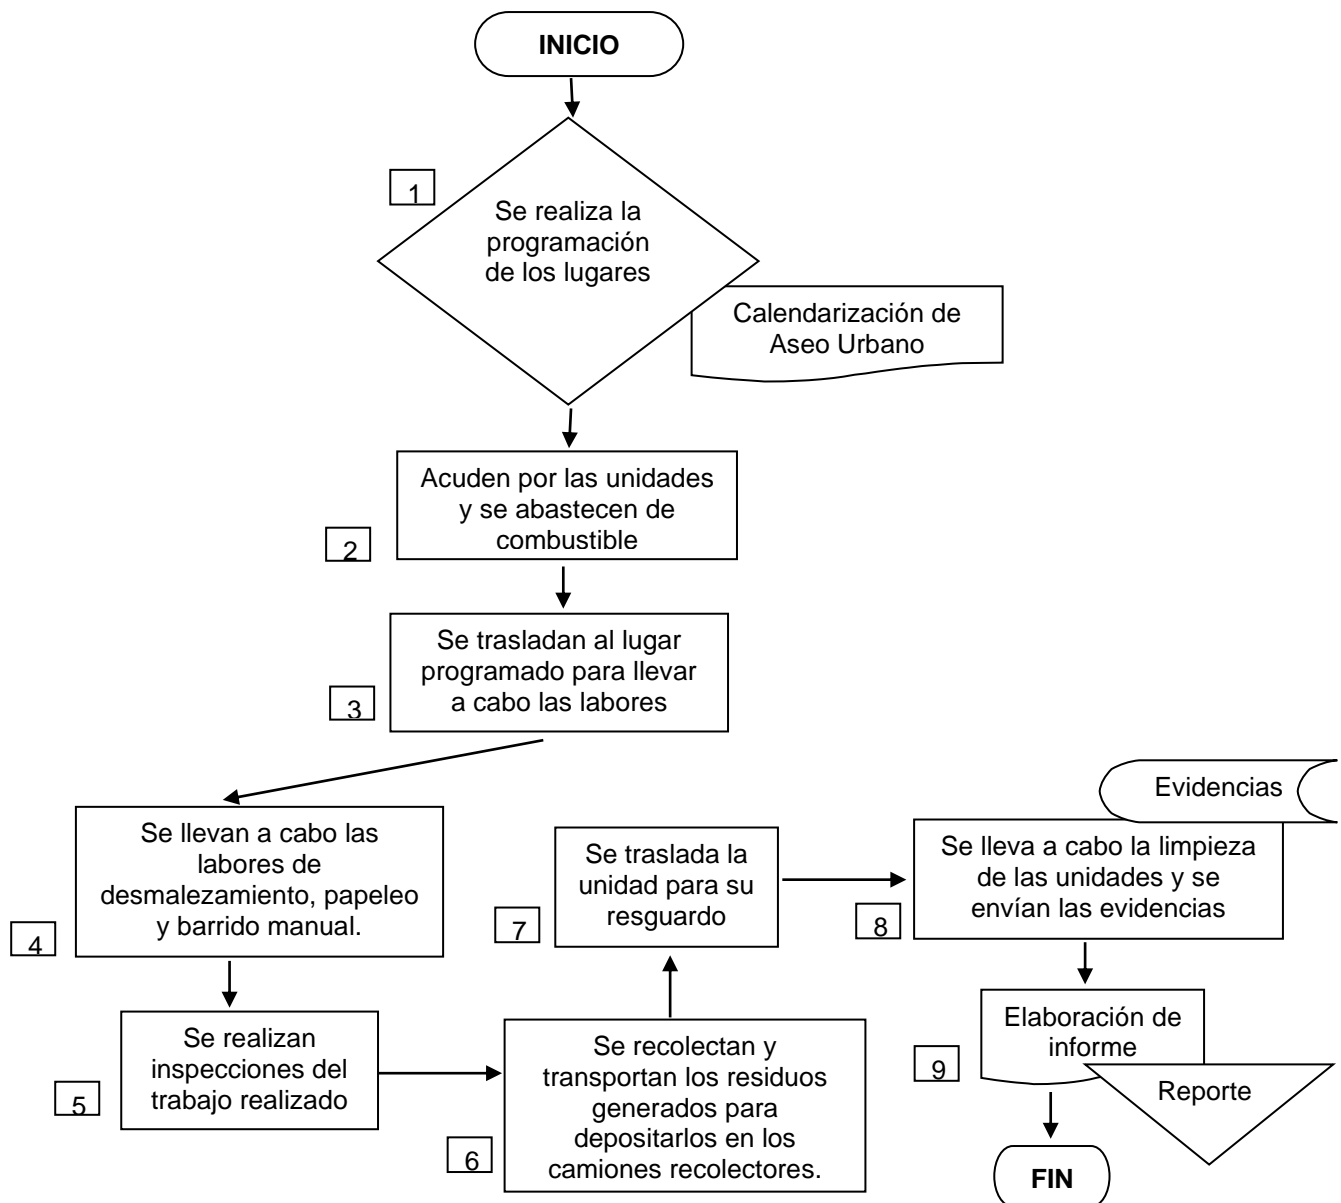 INICIO
1
Se realiza la
programación
de los lugares
Calendarización de
Aseo Urbano
Acuden por las unidades
y se abastecen de
combustible
2
Se trasladan al lugar
programado para llevar
a cabo las labores
3
Se llevan a cabo las
labores de
desmalezamiento, papeleo
y barrido manual.
4
Se realizan
inspecciones del
trabajo realizado
5
Se recolectan y
transportan los residuos
generados para
depositarlos en los
camiones recolectores.
6
Se traslada la
unidad para su
resguardo
7
Evidencias
Se lleva a cabo la limpieza
de las unidades y se
envían las evidencias
8
Elaboración de
informe
9
Reporte
FIN